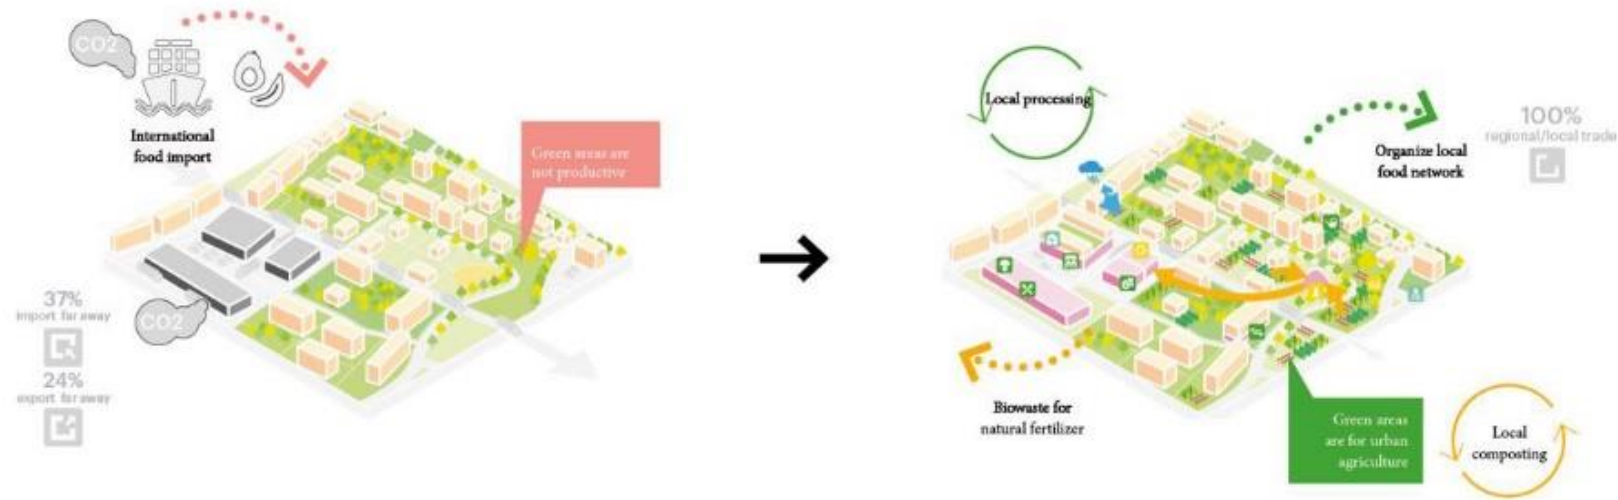 CO2
International
food import
Green areas are
not productive
37%
import far away
24%
export far away
CO2
Local processing
Organize local
food network
100%
regional/local trade
Biowaste for
natural fertilizer
Green areas
are for urban
agriculture
Local
composting